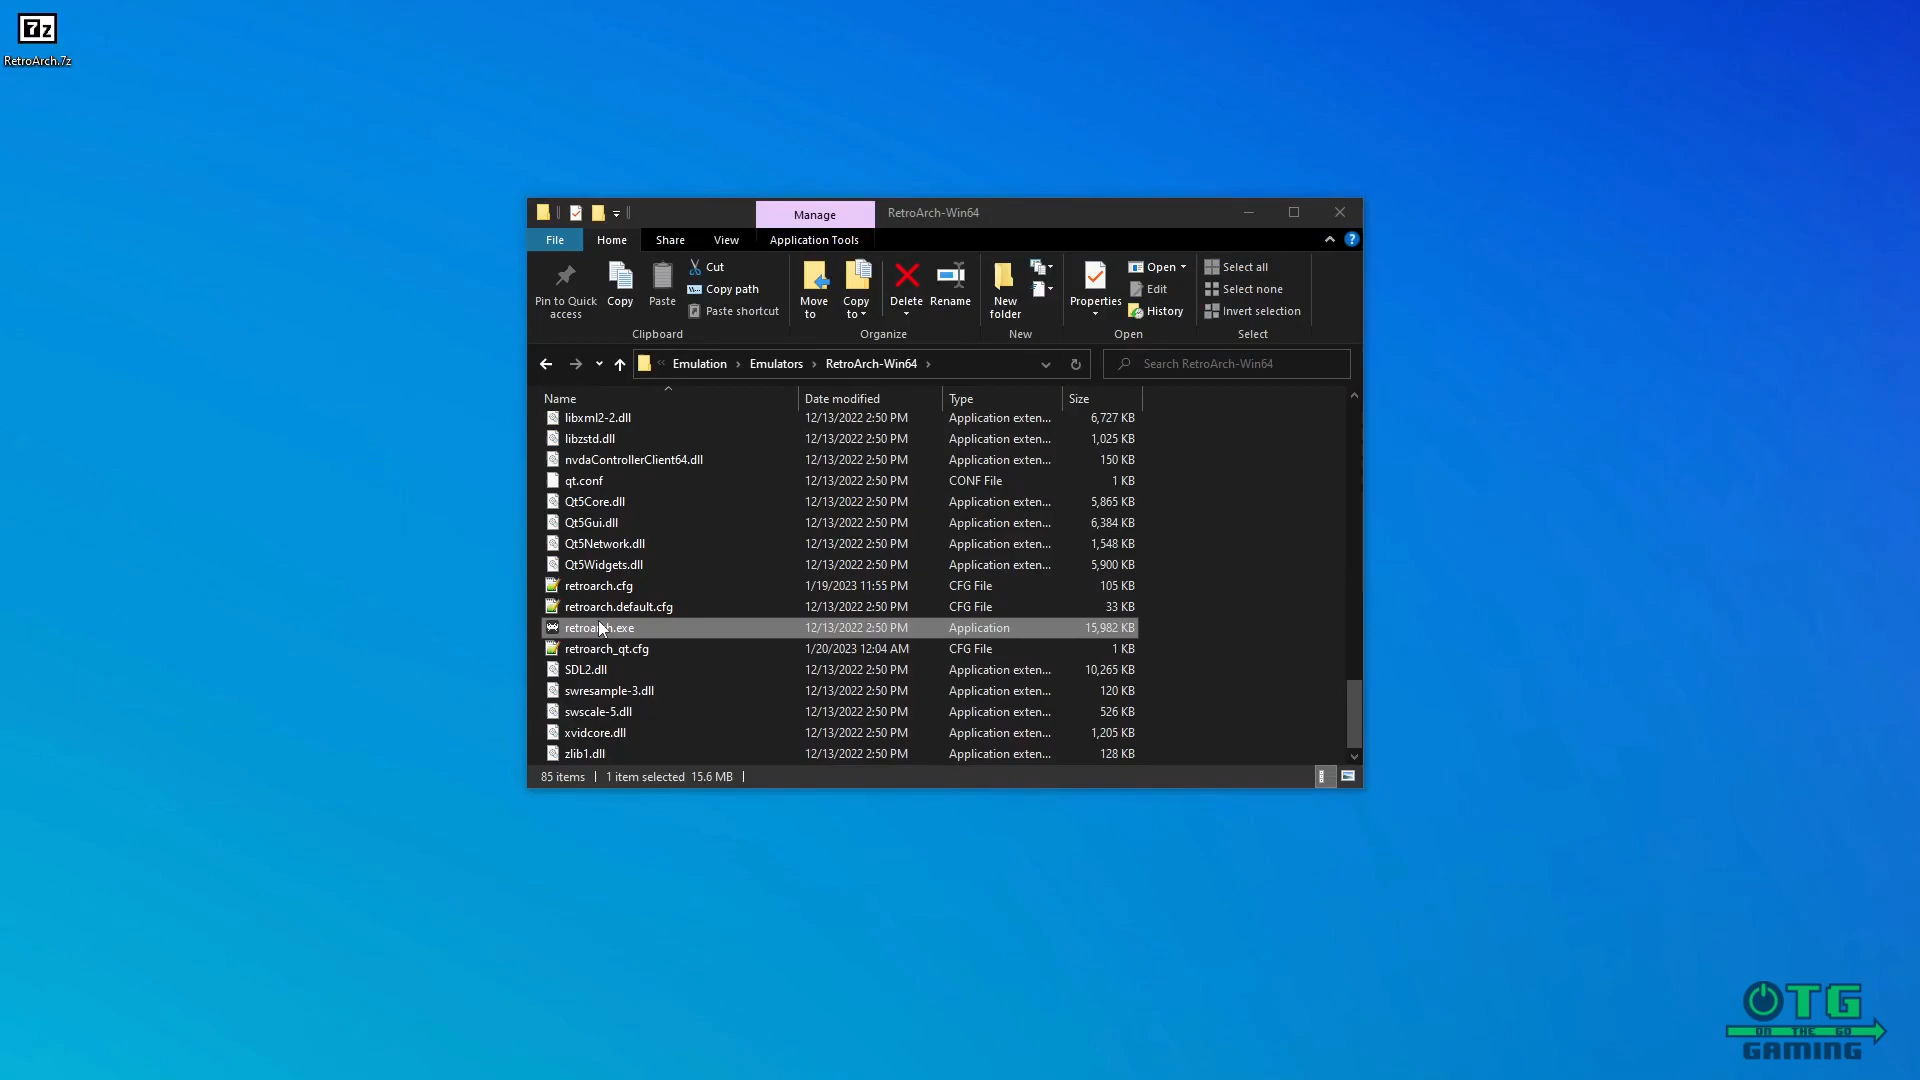 7z
RetroArch.7z
Manage
RetroArch-Win64
File
Home
Share
View
Application Tools
?
Pin to Quick
access
Copy
Paste
Cut
Copy path
Paste shortcut
Move
to
Copy
to
Delete
Rename
New
folder
Properties
Open
Edit
History
Select all
Select none
Invert selection
Clipboard
Organize
New
Open
Select
« Emulation › Emulators › RetroArch-Win64 ›
Search RetroArch-Win64
Name Date modified Type Size
libxml2-2.dll 12/13/2022 2:50 PM Application exten... 6,727 KB
libzstd.dll 12/13/2022 2:50 PM Application exten... 1,025 KB
nvdaControllerClient64.dll 12/13/2022 2:50 PM Application exten... 150 KB
qt.conf 12/13/2022 2:50 PM CONF File 1 KB
Qt5Core.dll 12/13/2022 2:50 PM Application exten... 5,865 KB
Qt5Gui.dll 12/13/2022 2:50 PM Application exten... 6,384 KB
Qt5Network.dll 12/13/2022 2:50 PM Application exten... 1,548 KB
Qt5Widgets.dll 12/13/2022 2:50 PM Application exten... 5,900 KB
retroarch.cfg 1/19/2023 11:55 PM CFG File 105 KB
retroarch.default.cfg 12/13/2022 2:50 PM CFG File 33 KB
retroarch.exe 12/13/2022 2:50 PM Application 15,982 KB
retroarch_qt.cfg 1/20/2023 12:04 AM CFG File 1 KB
SDL2.dll 12/13/2022 2:50 PM Application exten... 10,265 KB
swresample-3.dll 12/13/2022 2:50 PM Application exten... 120 KB
swscale-5.dll 12/13/2022 2:50 PM Application exten... 526 KB
xvidcore.dll 12/13/2022 2:50 PM Application exten... 1,205 KB
zlib1.dll 12/13/2022 2:50 PM Application exten... 128 KB
85 items | 1 item selected 15.6 MB |
OTG
ON THE GO
GAMING